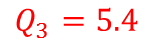 Q₃ = 5.4